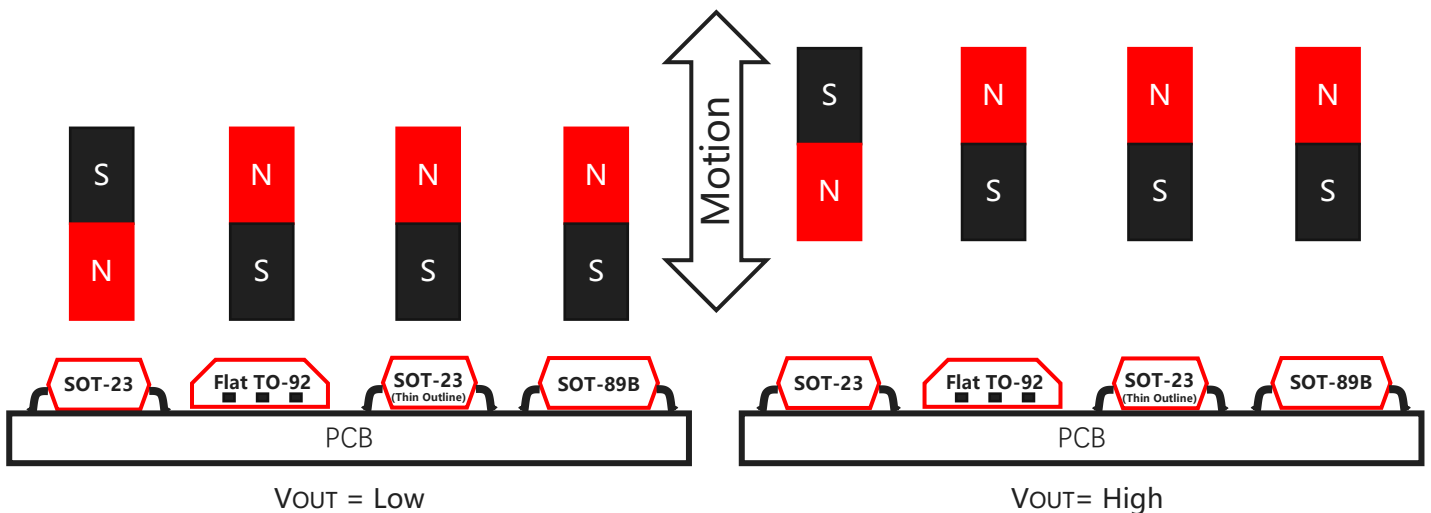 S N N N
N S S S
Motion
S N N N
N S S S
SOT-23 Flat TO-92 SOT-23 (Thin Outline) SOT-89B
PCB
VOUT = Low
SOT-23 Flat TO-92 SOT-23 (Thin Outline) SOT-89B
PCB
VOUT= High